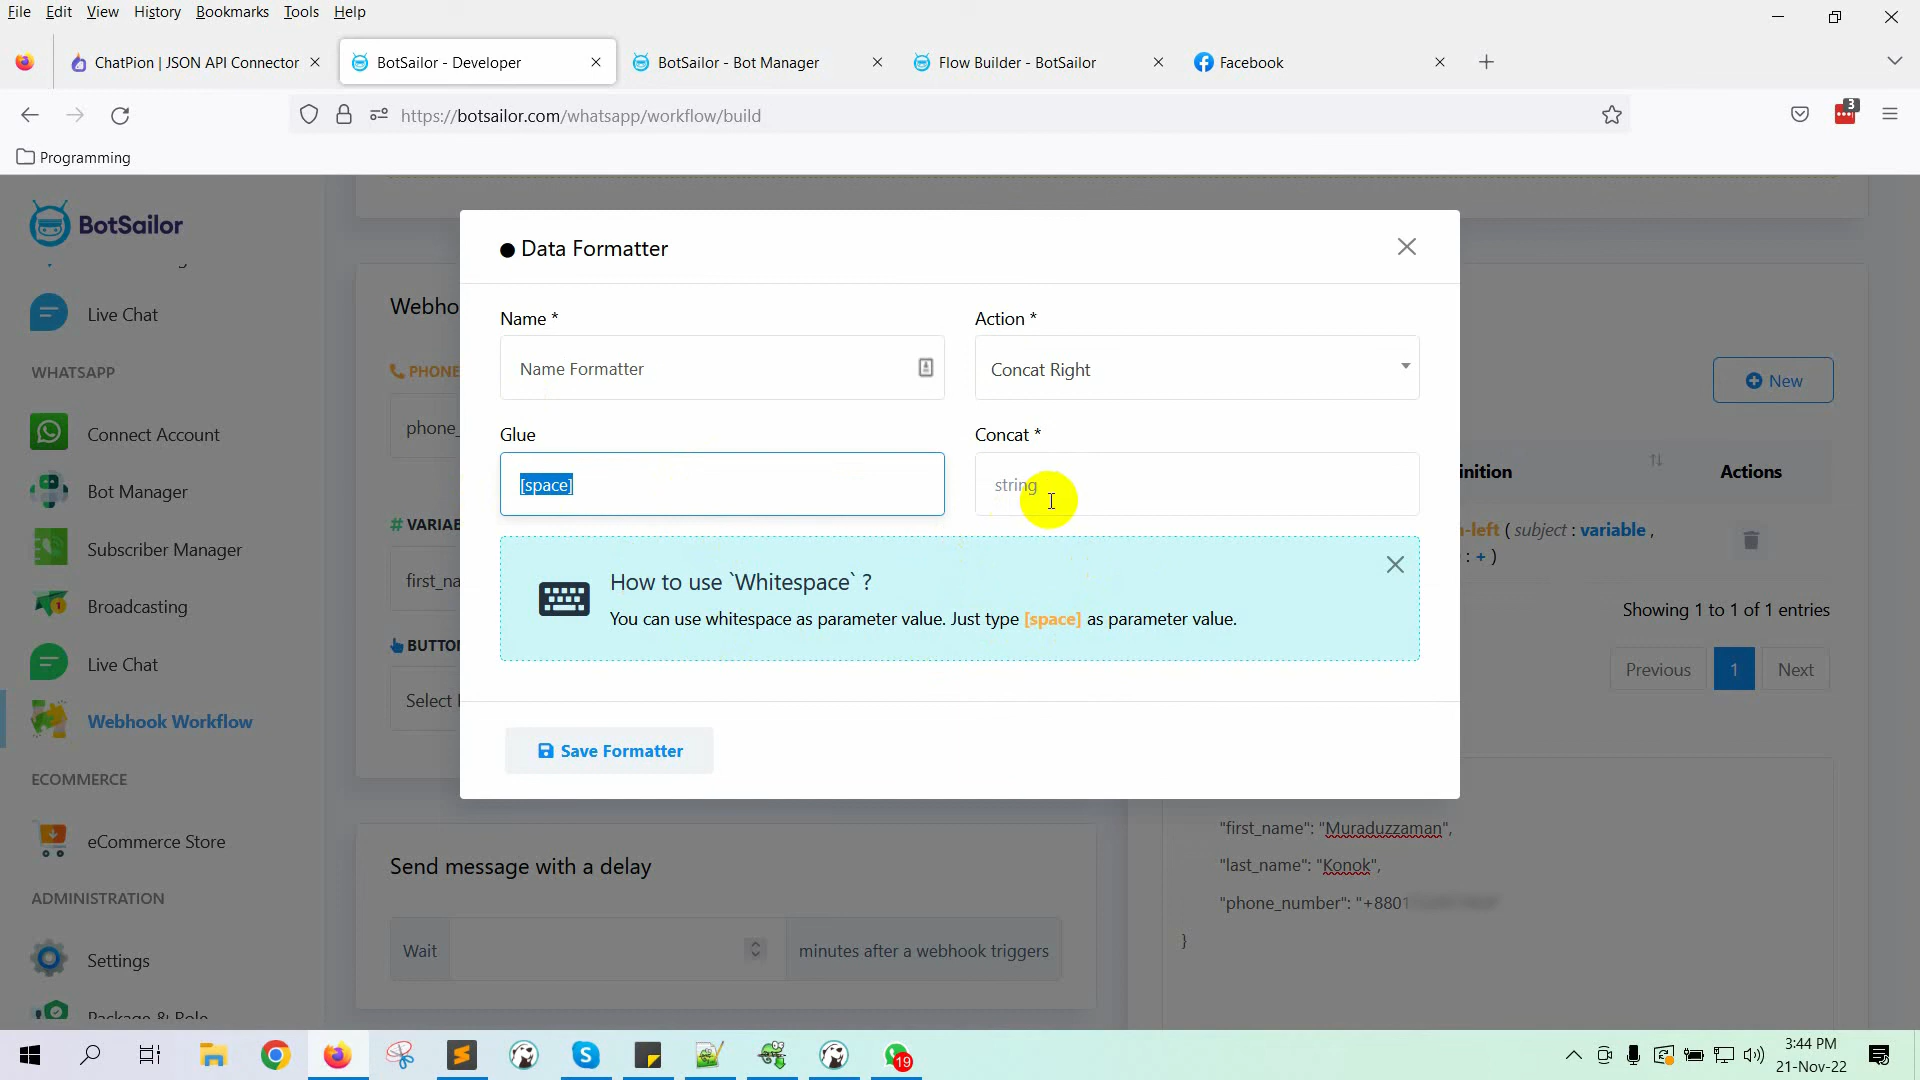 File Edit View History Bookmarks Tools Help
ChatPion | JSON API Connector
BotSailor - Developer
BotSailor - Bot Manager
Flow Builder - BotSailor
Facebook
https://botsailor.com/whatsapp/workflow/build
3
Programming
BotSailor
Live Chat
WHATSAPP
Connect Account
Bot Manager
Subscriber Manager
Broadcasting
Live Chat
Webhook Workflow
ECOMMERCE
eCommerce Store
ADMINISTRATION
Settings
Package & Role
Webho
PHONE
phone_
# VARIAB
first_na
BUTTO
Select
Send message with a delay
Wait
minutes after a webhook triggers
Data Formatter
Name *
Action *
Name Formatter
Concat Right
Glue
Concat *
[space]
string
How to use `Whitespace` ?
You can use whitespace as parameter value. Just type [space] as parameter value.
Save Formatter
New
inition
Actions
-left ( subject : variable ,
: + )
Showing 1 to 1 of 1 entries
Previous 1 Next
"first_name": "Muraduzzaman",
"last_name": "Konok",
"phone_number": "+8801
}
19
3:44 PM
21-Nov-22